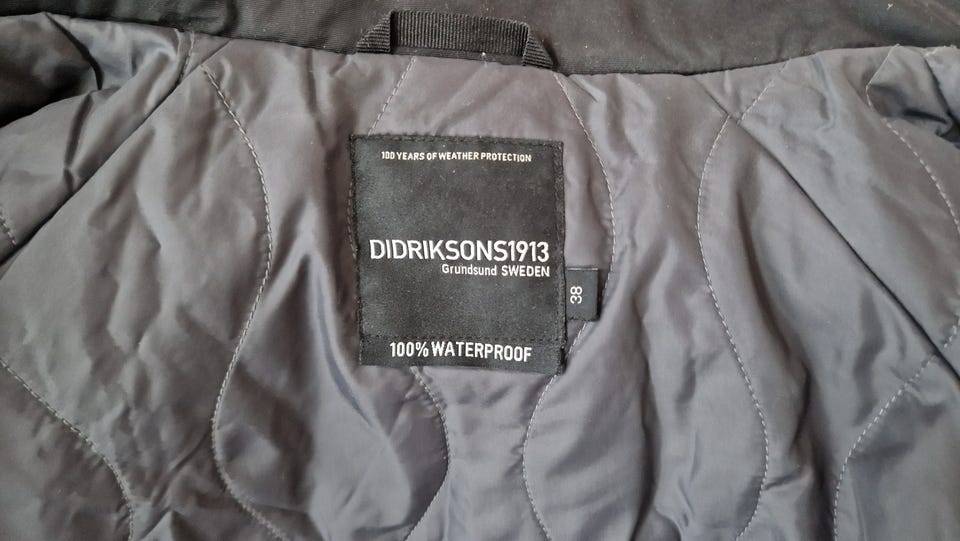 100 YEARS OF WEATHER PROTECTION
DIDRIKSONS1913
Grundsund SWEDEN
38
100% WATERPROOF